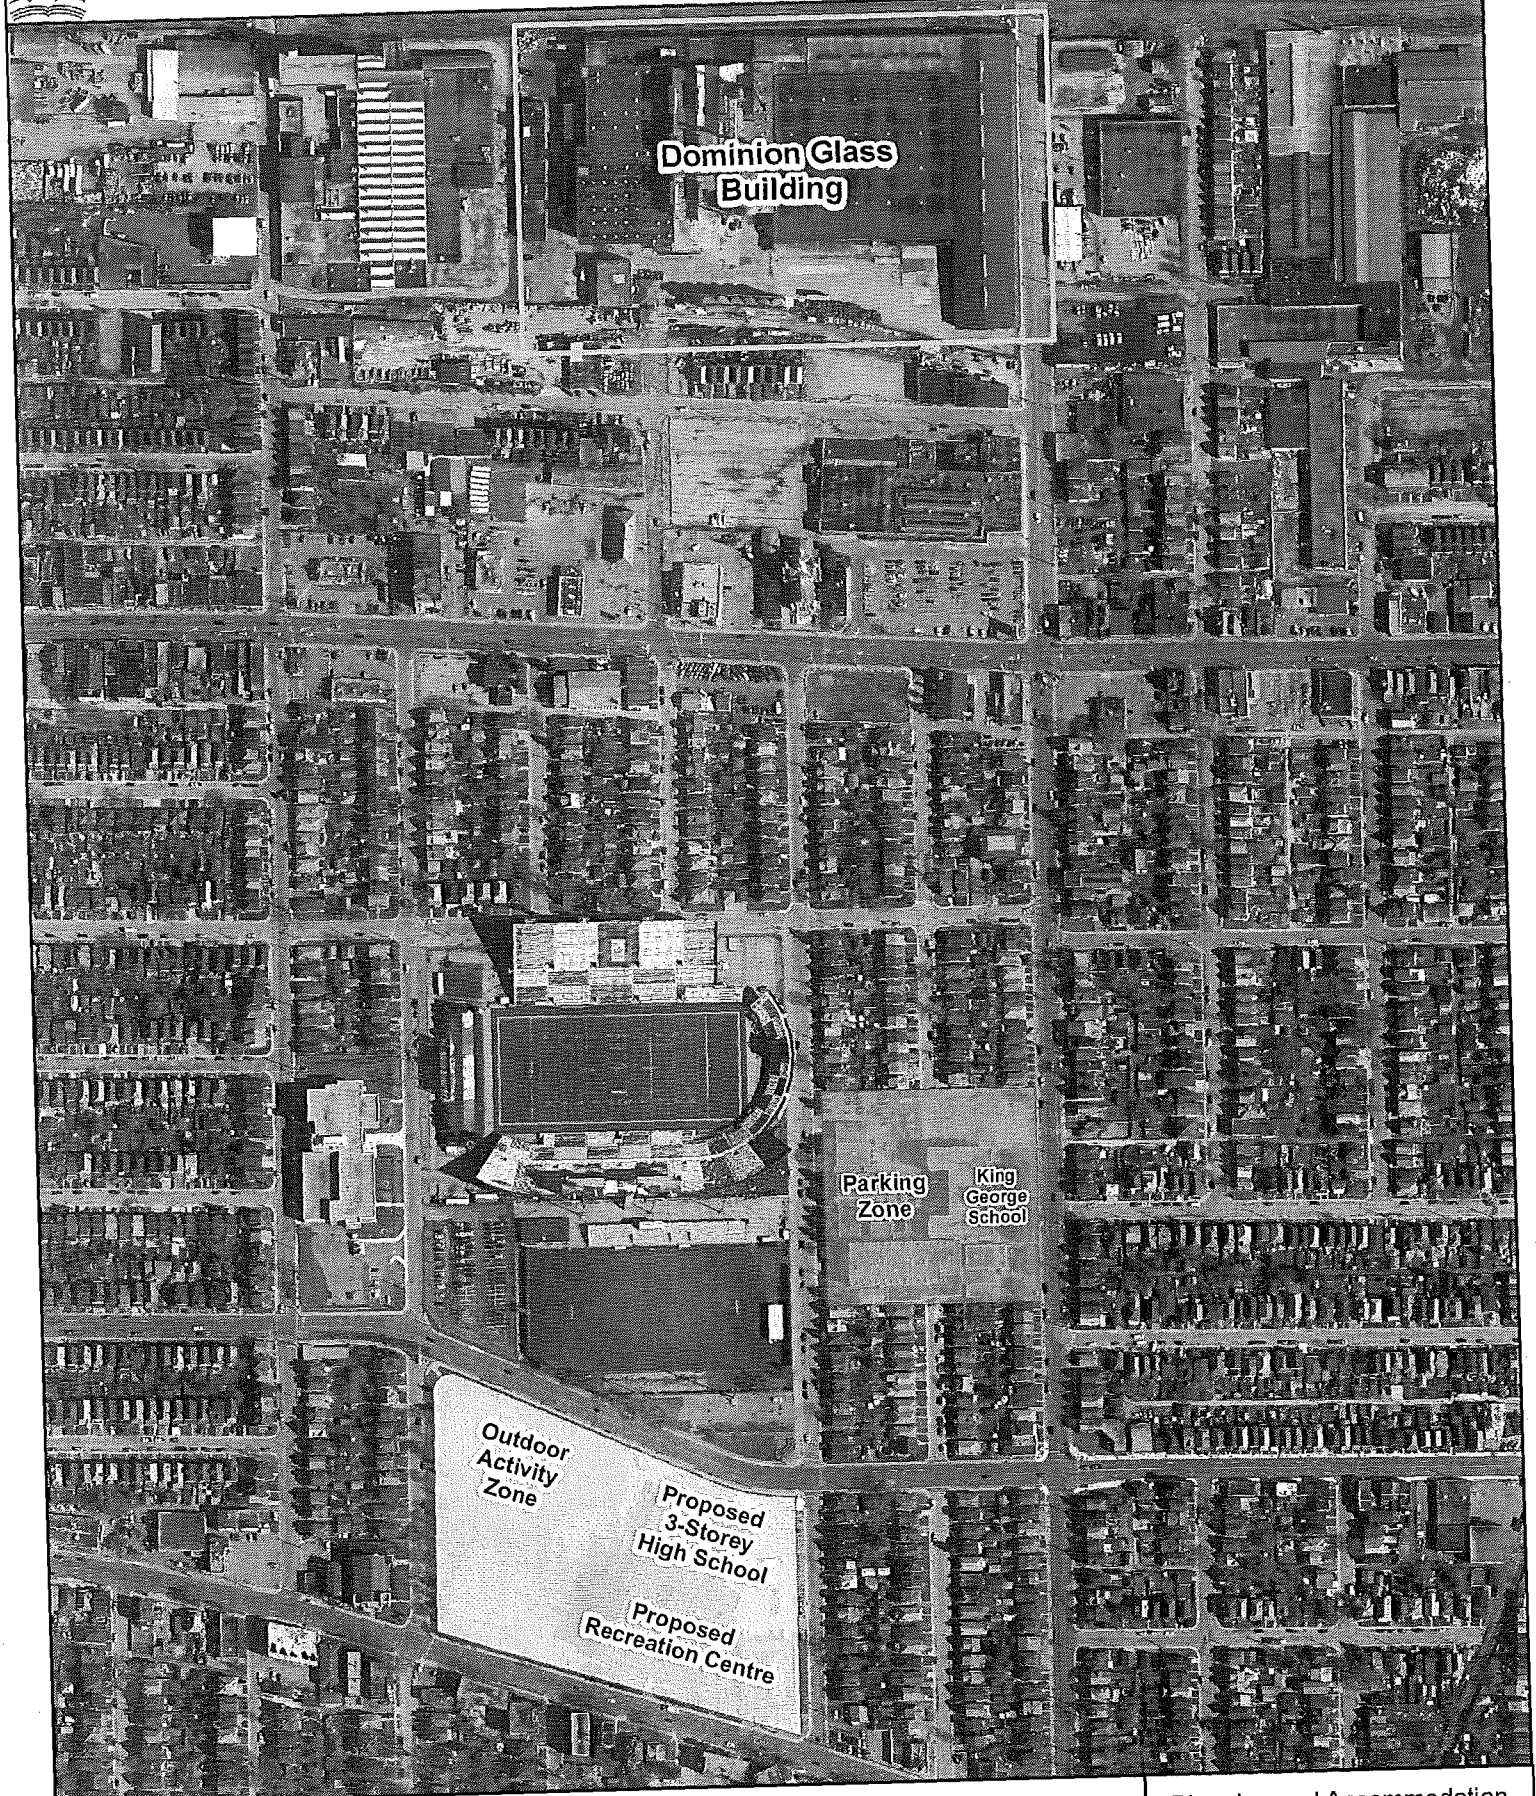 Dominion Glass
Building
Parking
Zone
King
George
School
Outdoor
Activity
Zone
Proposed
3-Storey
High School
Proposed
Recreation Centre
Accommodation